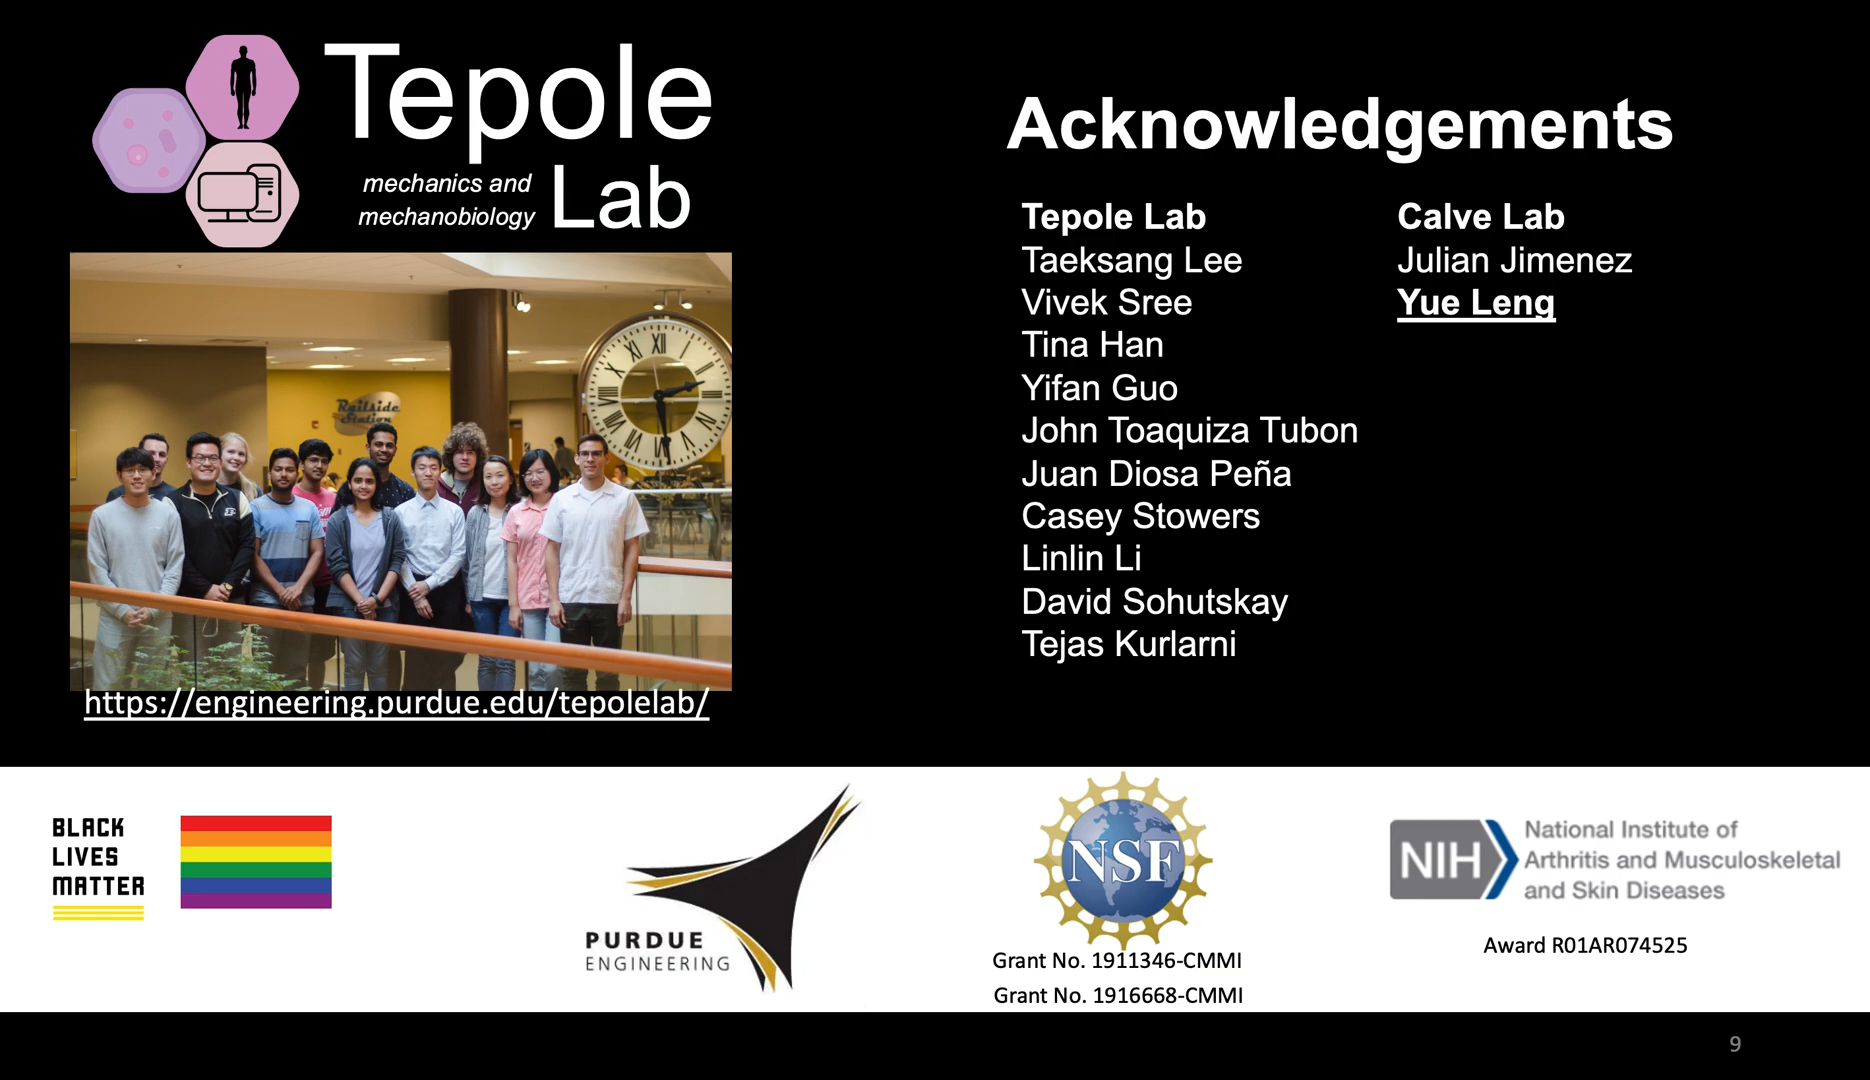 Tepole
mechanics and
mechanobiology
Lab
Railside
Station
https://engineering.purdue.edu/tepolelab/
Acknowledgements
Tepole Lab
Taeksang Lee
Vivek Sree
Tina Han
Yifan Guo
John Toaquiza Tubon
Juan Diosa Peña
Casey Stowers
Linlin Li
David Sohutskay
Tejas Kurlarni
Calve Lab
Julian Jimenez
Yue Leng
BLACK
LIVES
MATTER
PURDUE
ENGINEERING
NSF
Grant No. 1911346-CMMI
Grant No. 1916668-CMMI
NIH
National Institute of
Arthritis and Musculoskeletal
and Skin Diseases
Award R01AR074525
9